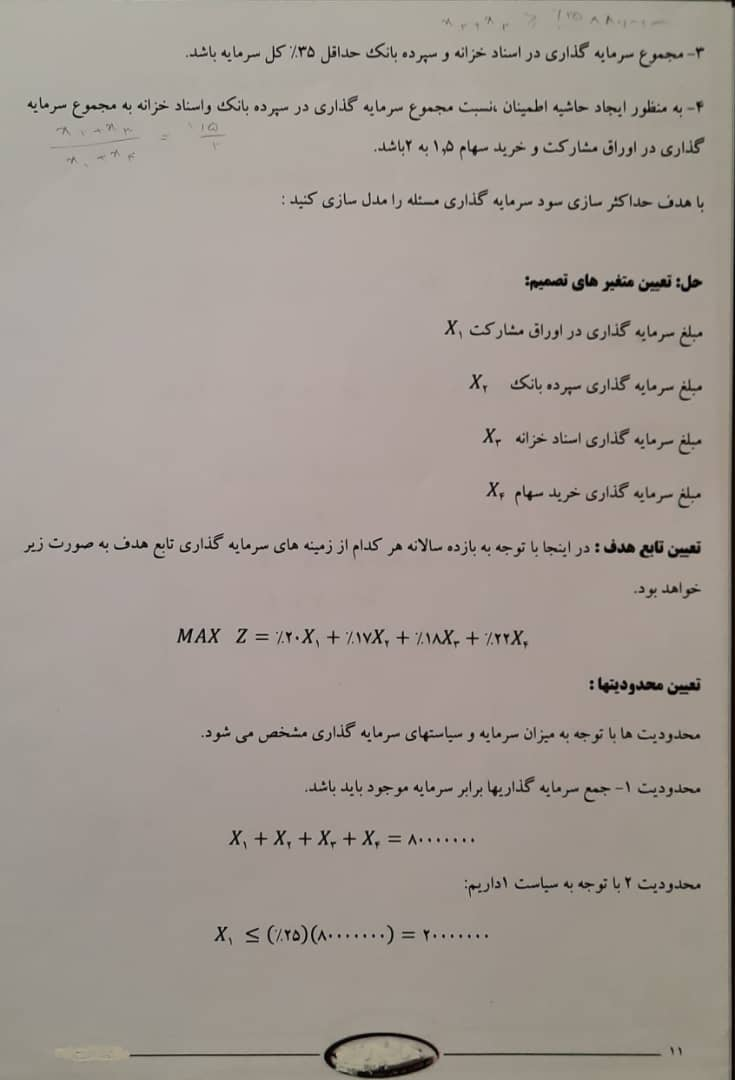 ۳- مجموع سرمایه گذاری در اسناد خزانه و سپرده بانک حداقل ۳۵٪ کل سرمایه باشد.
۴- به منظور ایجاد حاشیه اطمینان ،نسبت مجموع سرمایه گذاری در سپرده بانک واسناد خزانه به مجموع سرمایه
گذاری در اوراق مشارکت و خرید سهام ۱,۵ به ۲باشد.
با هدف حداکثر سازی سود سرمایه گذاری مسئله را مدل سازی کنید :
حل: تعیین متغیر های تصمیم:
مبلغ سرمایه گذاری در اوراق مشارکت X₁
مبلغ سرمایه گذاری سپرده بانک X₂
مبلغ سرمایه گذاری اسناد خزانه X₃
مبلغ سرمایه گذاری خرید سهام X₄
تعیین تابع هدف : در اینجا با توجه به بازده سالانه هر کدام از زمینه های سرمایه گذاری تابع هدف به صورت زیر
خواهد بود.
MAX Z = ٪۲۰X₁ + ٪۱۷X₂ + ٪۱۸X₃ + ٪۲۲X₄
تعیین محدودیتها :
محدودیت ها با توجه به میزان سرمایه و سیاستهای سرمایه گذاری مشخص می شود.
محدودیت ۱- جمع سرمایه گذاریها برابر سرمایه موجود باید باشد.
X₁ + X₂ + X₃ + X₄ = ۸۰۰۰۰۰۰۰
محدودیت ۲ با توجه به سیاست ۱داریم:
X₁ ≤ (٪۲۵)(۸۰۰۰۰۰۰۰) = ۲۰۰۰۰۰۰۰
۱۱